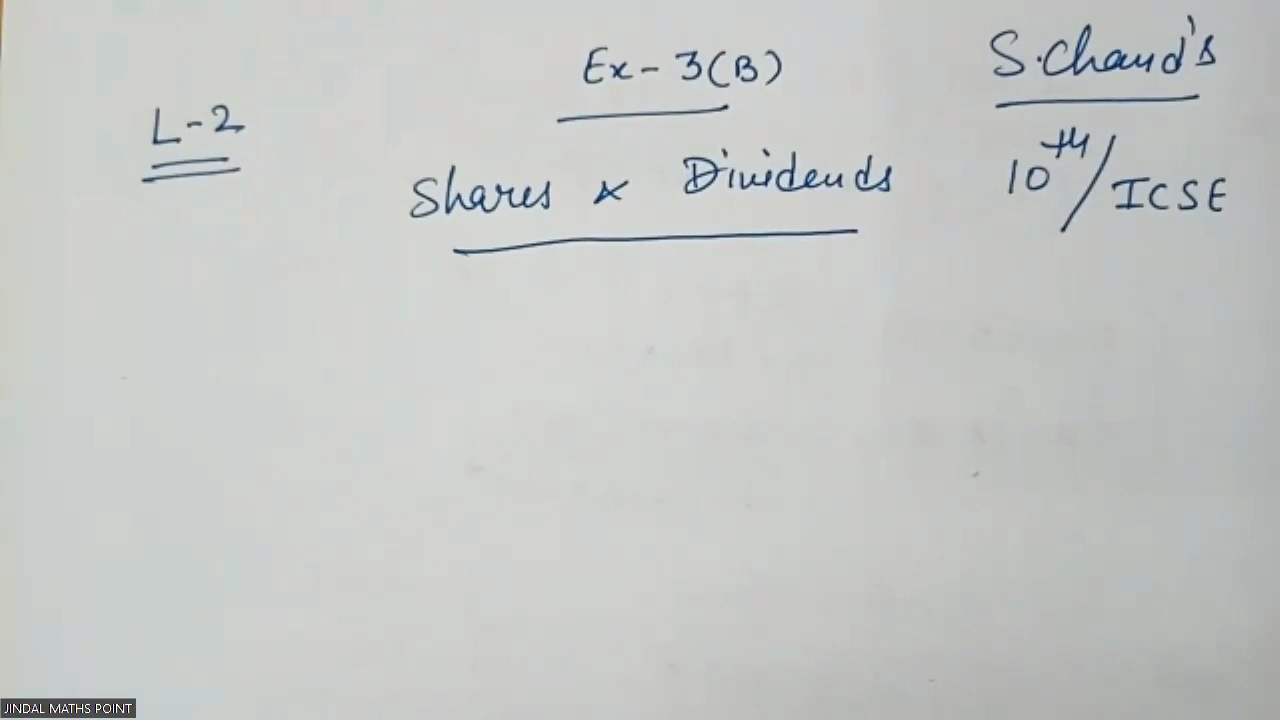 Ex - 3(B)
S. Chand's
L-2
Shares & Dividends
10th/ICSE
JINDAL MATHS POINT